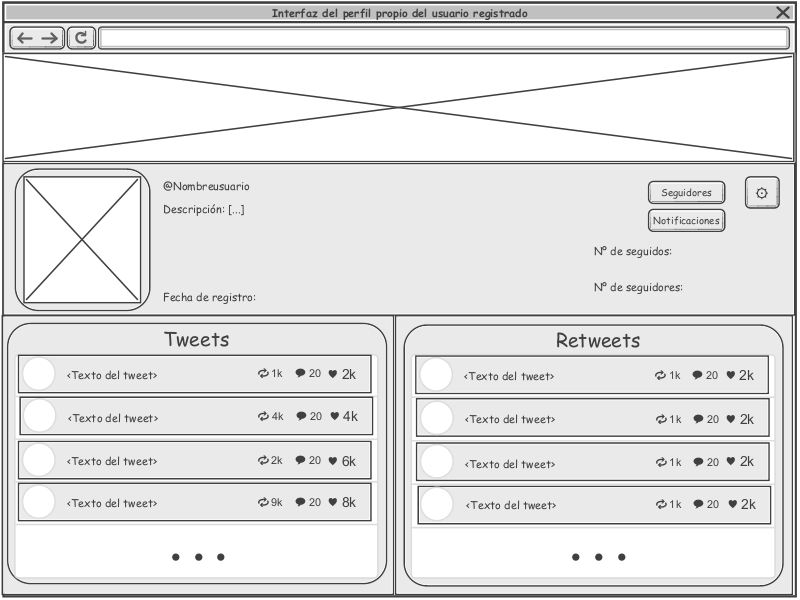 Interfaz del perfil propio del usuario registrado
@Nombreusuario
Descripción: [...]
Fecha de registro:
Seguidores
Notificaciones
Nº de seguidos:
Nº de seguidores:
Tweets
<Texto del tweet> 1k 20 2k
<Texto del tweet> 4k 20 4k
<Texto del tweet> 2k 20 6k
<Texto del tweet> 9k 20 8k
Retweets
<Texto del tweet> 1k 20 2k
<Texto del tweet> 1k 20 2k
<Texto del tweet> 1k 20 2k
<Texto del tweet> 1k 20 2k